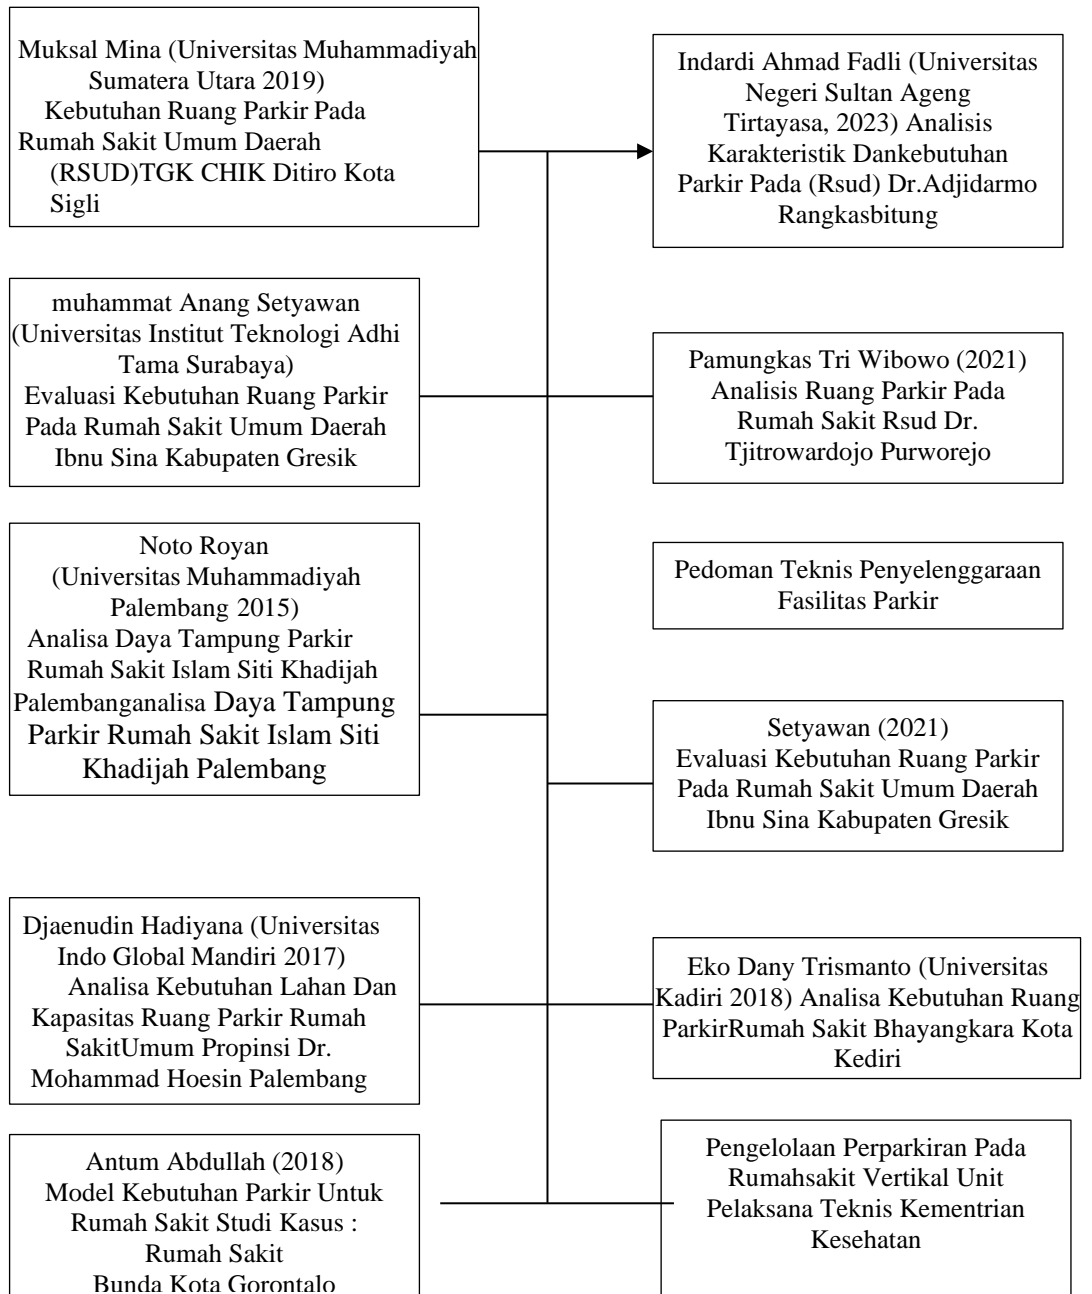 Muksal Mina (Universitas Muhammadiyah
Sumatera Utara 2019)
Kebutuhan Ruang Parkir Pada
Rumah Sakit Umum Daerah
(RSUD)TGK CHIK Ditiro Kota
Sigli
Indardi Ahmad Fadli (Universitas
Negeri Sultan Ageng
Tirtayasa, 2023) Analisis
Karakteristik Dankebutuhan
Parkir Pada (Rsud) Dr.Adjidarmo
Rangkasbitung
muhammat Anang Setyawan
(Universitas Institut Teknologi Adhi
Tama Surabaya)
Evaluasi Kebutuhan Ruang Parkir
Pada Rumah Sakit Umum Daerah
Ibnu Sina Kabupaten Gresik
Pamungkas Tri Wibowo (2021)
Analisis Ruang Parkir Pada
Rumah Sakit Rsud Dr.
Tjitrowardojo Purworejo
Noto Royan
(Universitas Muhammadiyah
Palembang 2015)
Analisa Daya Tampung Parkir
Rumah Sakit Islam Siti Khadijah
Palembanganalisa Daya Tampung
Parkir Rumah Sakit Islam Siti
Khadijah Palembang
Pedoman Teknis Penyelenggaraan
Fasilitas Parkir
Setyawan (2021)
Evaluasi Kebutuhan Ruang Parkir
Pada Rumah Sakit Umum Daerah
Ibnu Sina Kabupaten Gresik
Djaenudin Hadiyana (Universitas
Indo Global Mandiri 2017)
Analisa Kebutuhan Lahan Dan
Kapasitas Ruang Parkir Rumah
SakitUmum Propinsi Dr.
Mohammad Hoesin Palembang
Eko Dany Trismanto (Universitas
Kadiri 2018) Analisa Kebutuhan Ruang
ParkirRumah Sakit Bhayangkara Kota
Kediri
Antum Abdullah (2018)
Model Kebutuhan Parkir Untuk
Rumah Sakit Studi Kasus :
Rumah Sakit
Bunda Kota Gorontalo
Pengelolaan Perparkiran Pada
Rumahsakit Vertikal Unit
Pelaksana Teknis Kementrian
Kesehatan